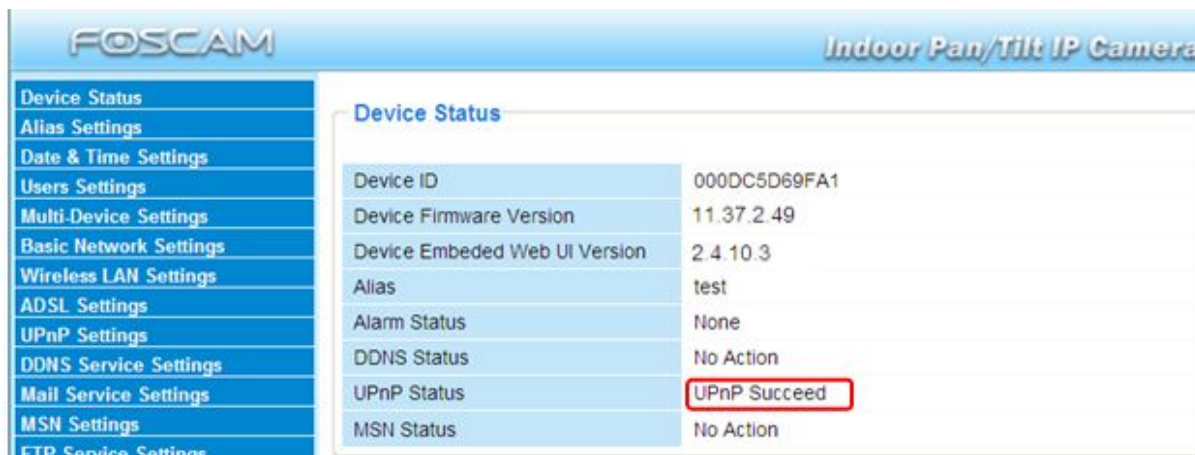 FOSCAM
Indoor Pan/Tilt IP Camera
Device Status
Alias Settings
Date & Time Settings
Users Settings
Multi-Device Settings
Basic Network Settings
Wireless LAN Settings
ADSL Settings
UPnP Settings
DDNS Service Settings
Mail Service Settings
MSN Settings
FTP Service Settings
Device Status
Device ID 000DC5D69FA1
Device Firmware Version 11.37.2.49
Device Embeded Web UI Version 2.4.10.3
Alias test
Alarm Status None
DDNS Status No Action
UPnP Status UPnP Succeed
MSN Status No Action